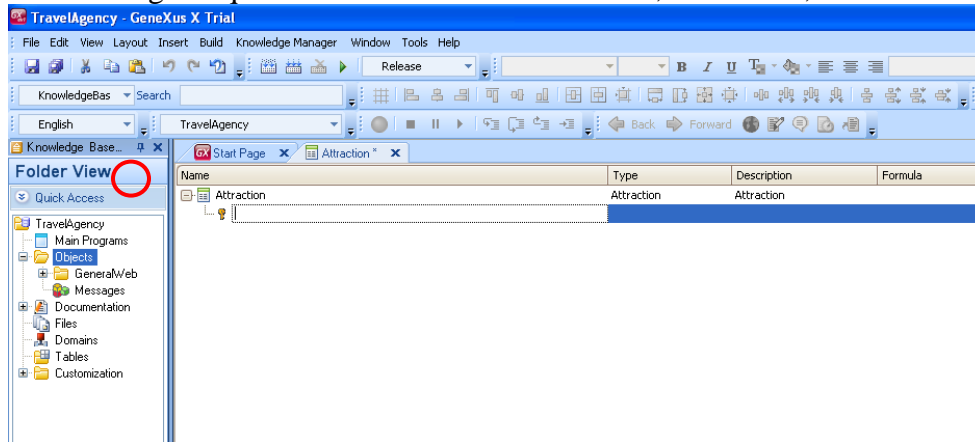 TravelAgency - GeneXus X Trial
File Edit View Layout Insert Build Knowledge Manager Window Tools Help
Release
B I U
KnowledgeBas Search
English TravelAgency Back Forward
Knowledge Base... Start Page Attraction *
Folder View Name Type Description Formula
Quick Access Attraction Attraction Attraction
TravelAgency
Main Programs
Objects
GeneralWeb
Messages
Documentation
Files
Domains
Tables
Customization